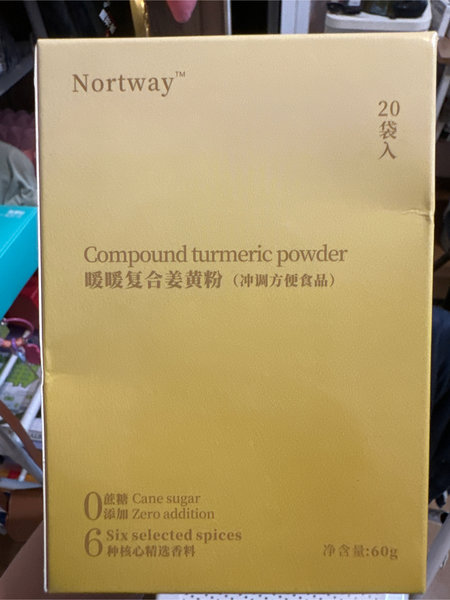 Nortway™
20
袋
入
Compound turmeric powder
暖暖复合姜黄粉（冲调方便食品）
0 蔗糖 Cane sugar
添加 Zero addition
6 Six selected spices
种核心精选香料
净含量:60g